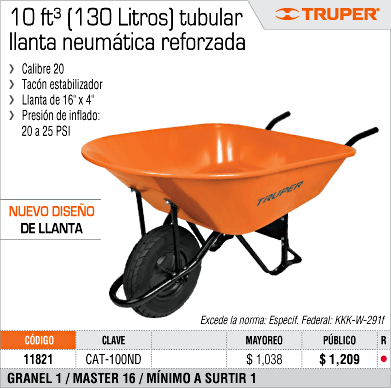 10 ft³ (130 Litros) tubular
llanta neumática reforzada
TRUPER®
❯ Calibre 20
❯ Tacón estabilizador
❯ Llanta de 16" x 4"
❯ Presión de inflado:
20 a 25 PSI
NUEVO DISEÑO
DE LLANTA
TRUPER
Excede la norma: Especif. Federal: KKK-W-291f
CÓDIGO CLAVE MAYOREO PÚBLICO R
11821 CAT-100ND $ 1,038 $ 1,209 ●
GRANEL 1 / MASTER 16 / MÍNIMO A SURTIR 1